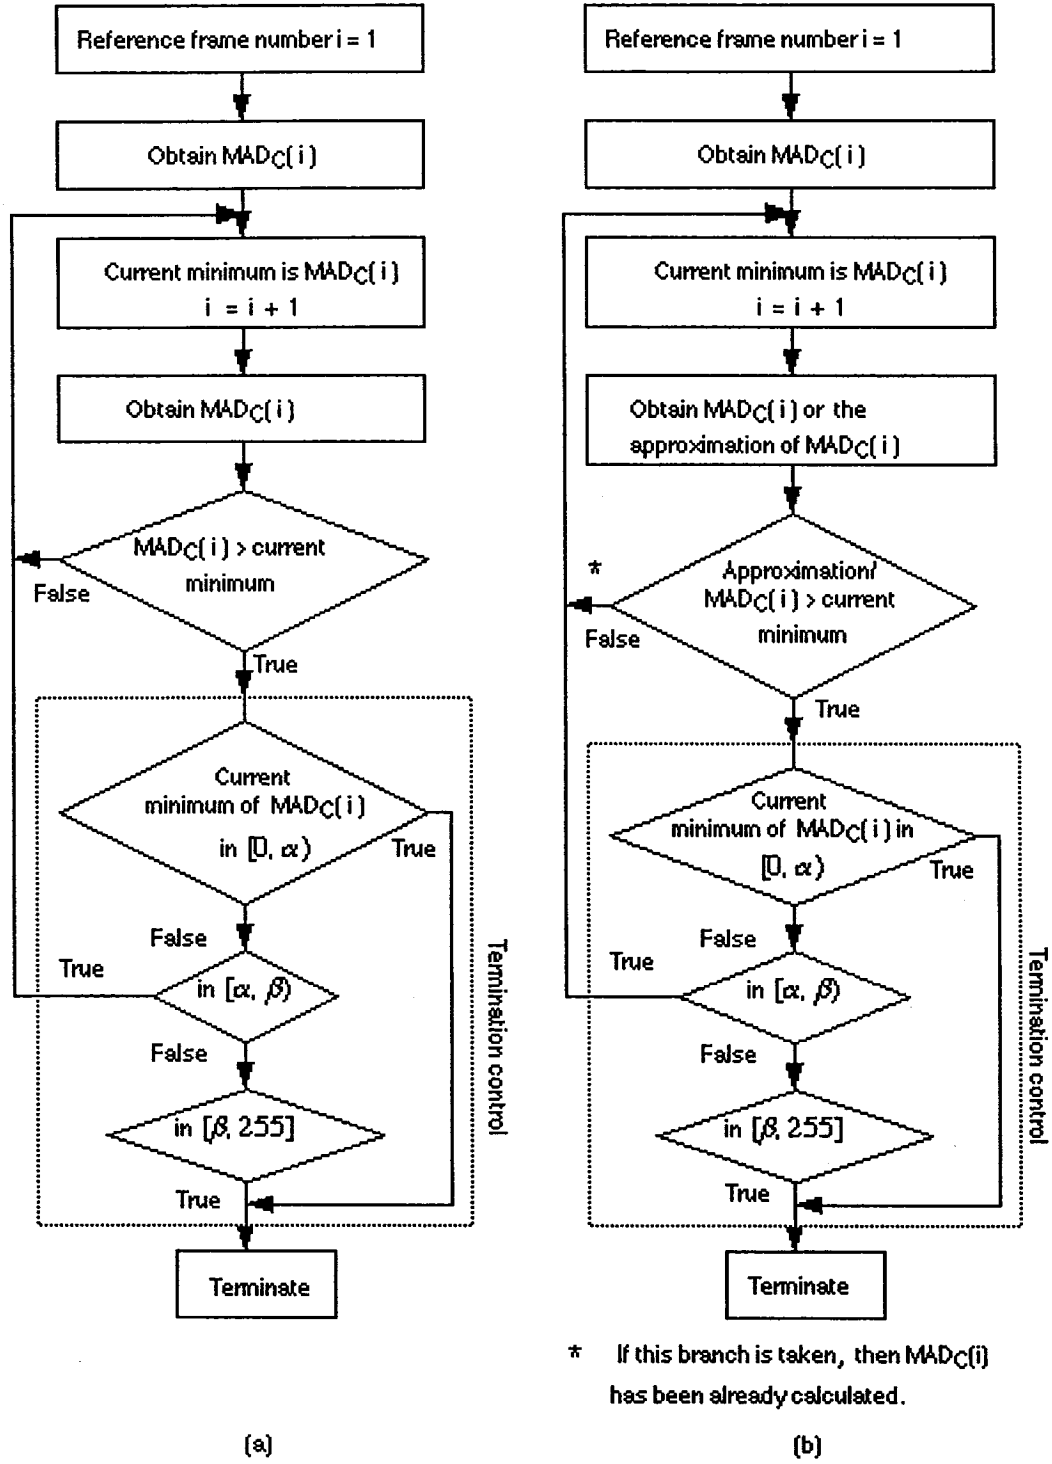 Reference frame number i = 1
Obtain MADC(i)
Current minimum is MADC(i)
i = i + 1
Obtain MADC(i)
MADC(i) > current
minimum
False
True
Current
minimum of MADC(i)
in [0, α)
True
False
in [α, β)
True
False
in [β, 255]
True
Termination control
Terminate
(a)
Reference frame number i = 1
Obtain MADC(i)
Current minimum is MADC(i)
i = i + 1
Obtain MADC(i) or the
approximation of MADC(i)
Approximation/
MADC(i) > current
minimum
*
False
True
Current
minimum of MADC(i) in
[0, α)
True
False
in [α, β)
True
False
in [β, 255]
True
Termination control
Terminate
* If this branch is taken, then MADC(i)
has been already calculated.
(b)